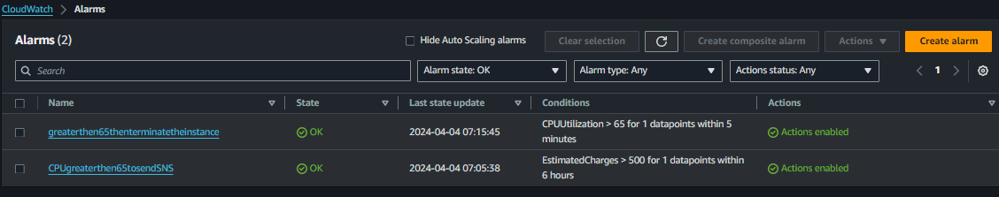 CloudWatch > Alarms
Alarms (2)
Hide Auto Scaling alarms
Clear selection
Create composite alarm
Actions
Create alarm
Search
Alarm state: OK
Alarm type: Any
Actions status: Any
1
Name State Last state update Conditions Actions
greaterthen65thenterminatetheinstance OK 2024-04-04 07:15:45 CPUUtilization > 65 for 1 datapoints within 5 Actions enabled
minutes
CPUgreaterthen65tosendSNS OK 2024-04-04 07:05:38 EstimatedCharges > 500 for 1 datapoints within Actions enabled
6 hours